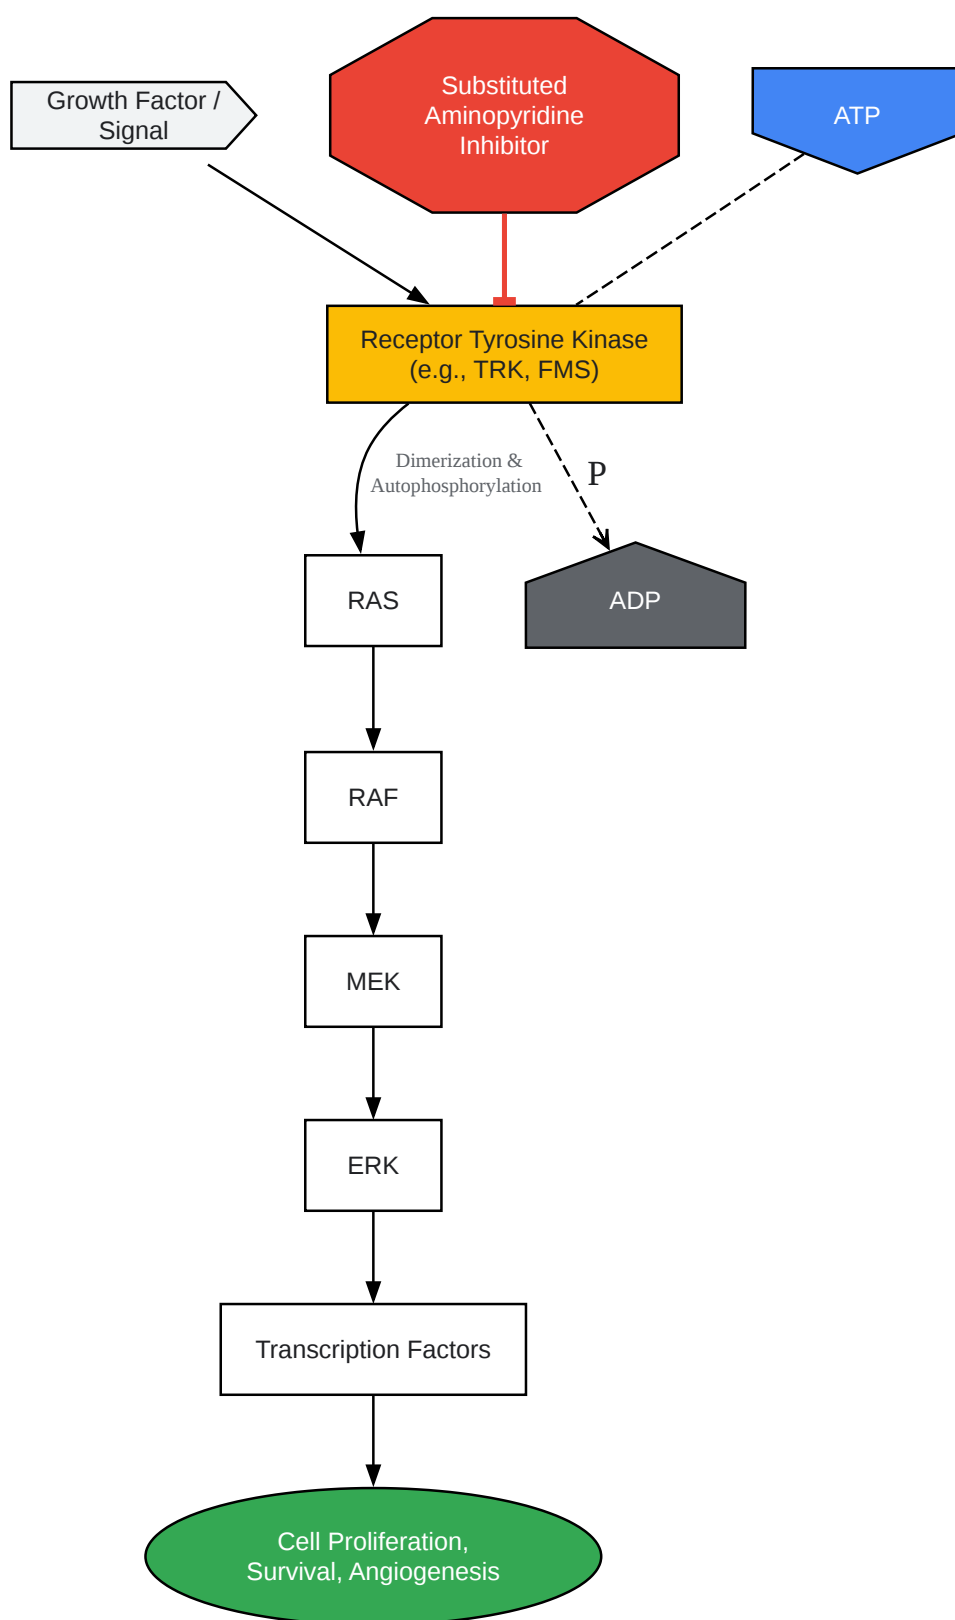 Growth Factor /
Signal
Substituted
Aminopyridine
Inhibitor
ATP
Receptor Tyrosine Kinase
(e.g., TRK, FMS)
Dimerization &
Autophosphorylation
P
RAS
ADP
RAF
MEK
ERK
Transcription Factors
Cell Proliferation,
Survival, Angiogenesis